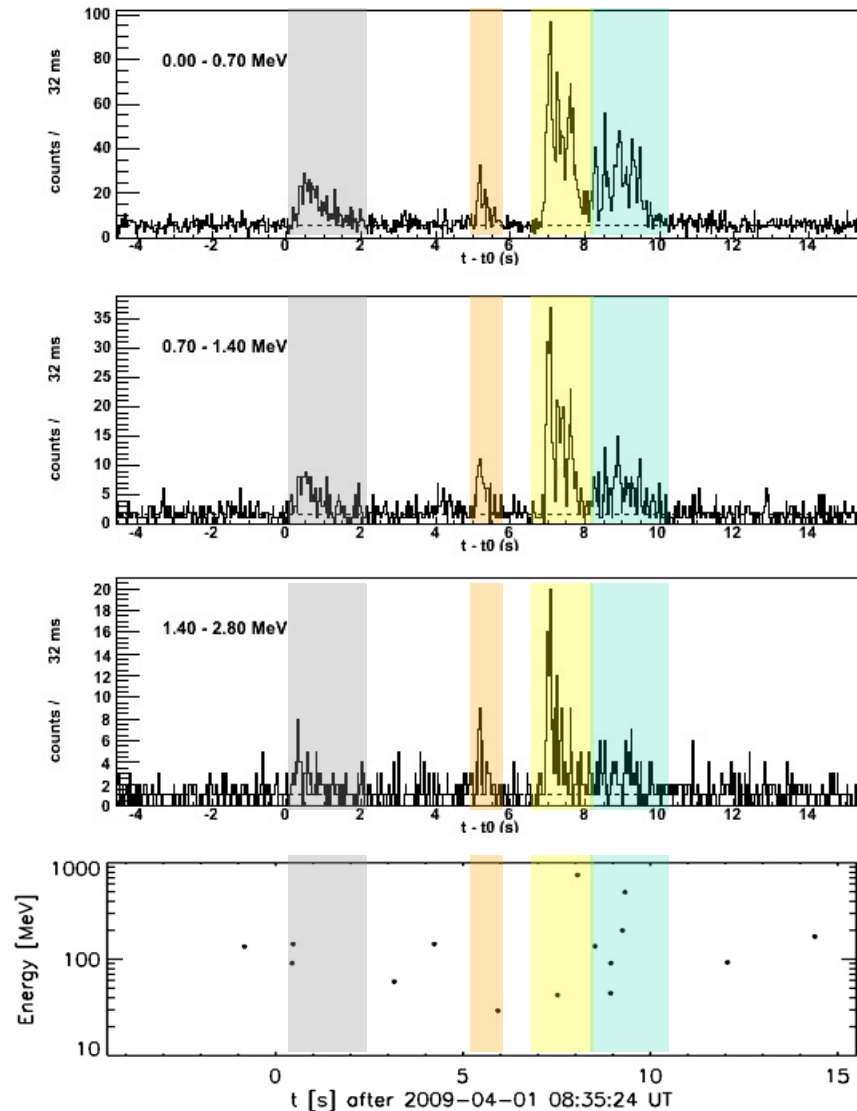 100
80
60
40
20
0
counts / 32 ms
0.00 - 0.70 MeV
-4 -2 0 2 4 6 8 10 12 14
t - t0 (s)
35
30
25
20
15
10
5
0
counts / 32 ms
0.70 - 1.40 MeV
-4 -2 0 2 4 6 8 10 12 14
t - t0 (s)
20
18
16
14
12
10
8
6
4
2
0
counts / 32 ms
1.40 - 2.80 MeV
-4 -2 0 2 4 6 8 10 12 14
t - t0 (s)
1000
100
10
Energy [MeV]
0 5 10 15
t [s] after 2009-04-01 08:35:24 UT